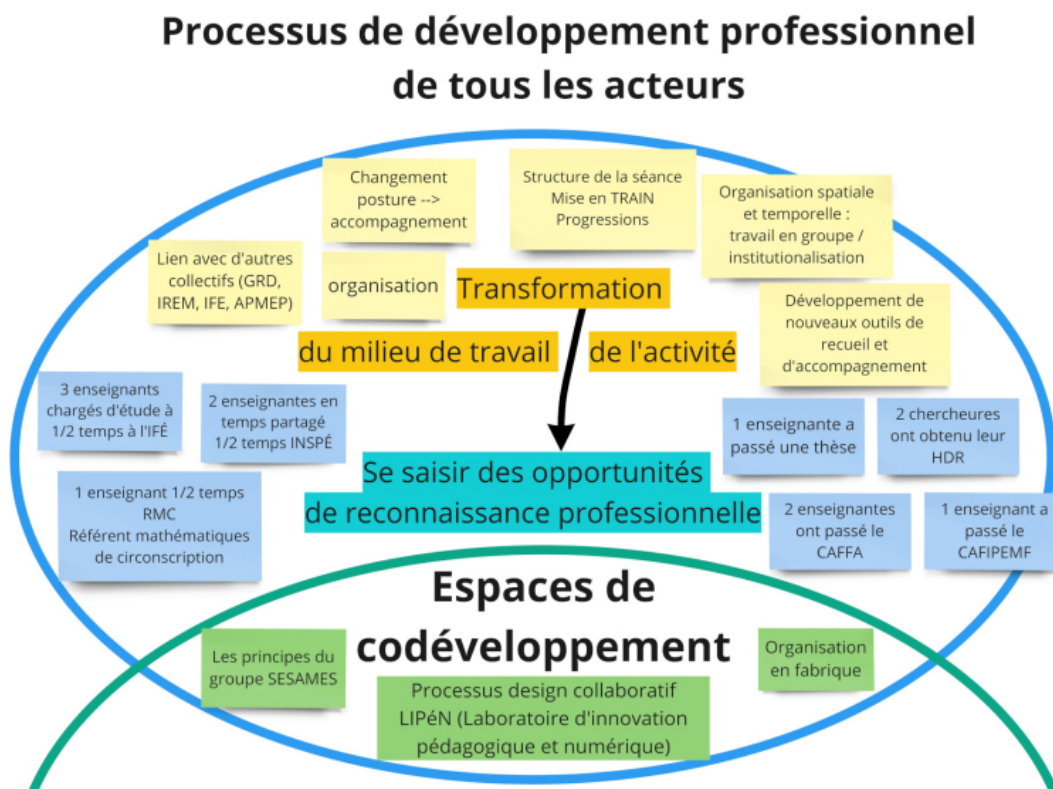 Processus de développement professionnel
de tous les acteurs
Changement
posture -->
accompagnement
Structure de la séance
Mise en TRAIN
Progressions
Organisation spatiale
et temporelle :
travail en groupe /
institutionalisation
Lien avec d'autres
collectifs (GRD,
IREM, IFE, APMEP)
organisation
Transformation
du milieu de travail
de l'activité
Développement de
nouveaux outils de
recueil et
d'accompagnement
3 enseignants
chargés d'étude à
1/2 temps à l'IFÉ
2 enseignantes en
temps partagé
1/2 temps INSPÉ
1 enseignant 1/2 temps
RMC
Référent mathématiques
de circonscription
Se saisir des opportunités
de reconnaissance professionnelle
1 enseignante a
passé une thèse
2 chercheures
ont obtenu leur
HDR
2 enseignantes
ont passé le
CAFFA
1 enseignant a
passé le
CAFIPEMF
Espaces de
codéveloppement
Les principes du
groupe SESAMES
Processus design collaboratif
LIPéN (Laboratoire d'innovation
pédagogique et numérique)
Organisation
en fabrique